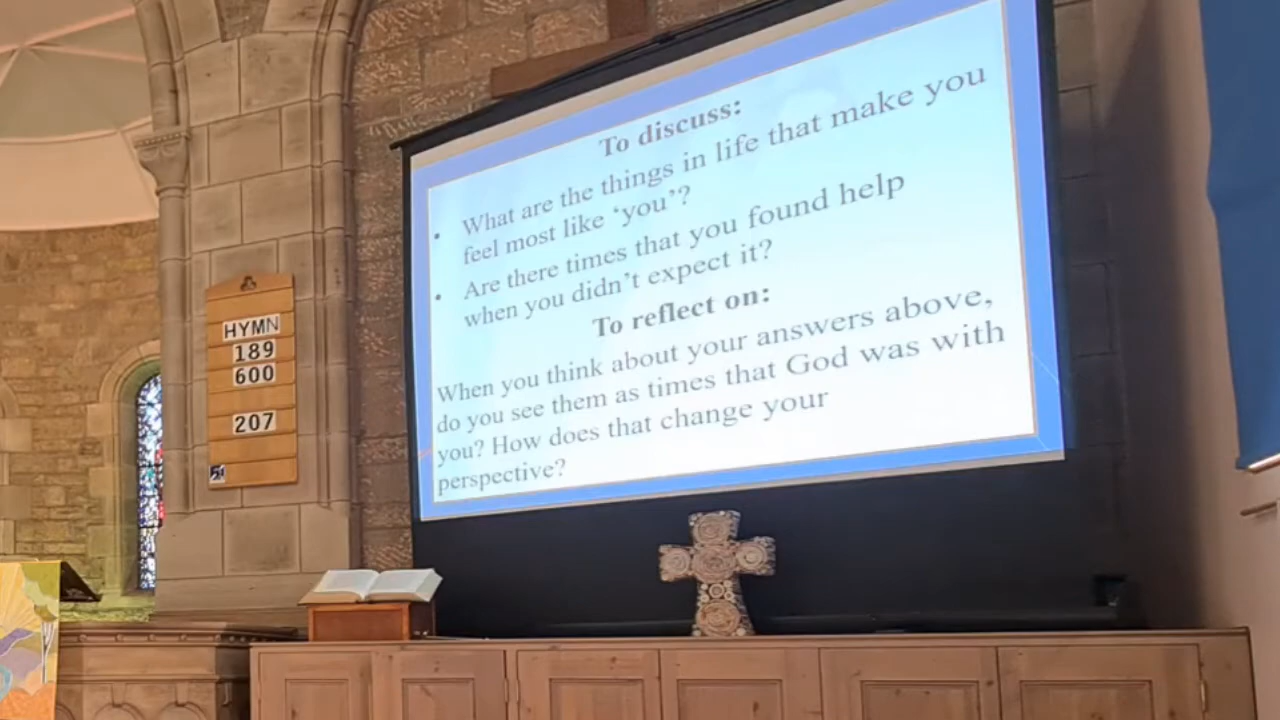 HYMN
189
600
207
To discuss:
• What are the things in life that make you
feel most like ‘you’?
• Are there times that you found help
when you didn’t expect it?
To reflect on:
When you think about your answers above,
do you see them as times that God was with
you? How does that change your
perspective?